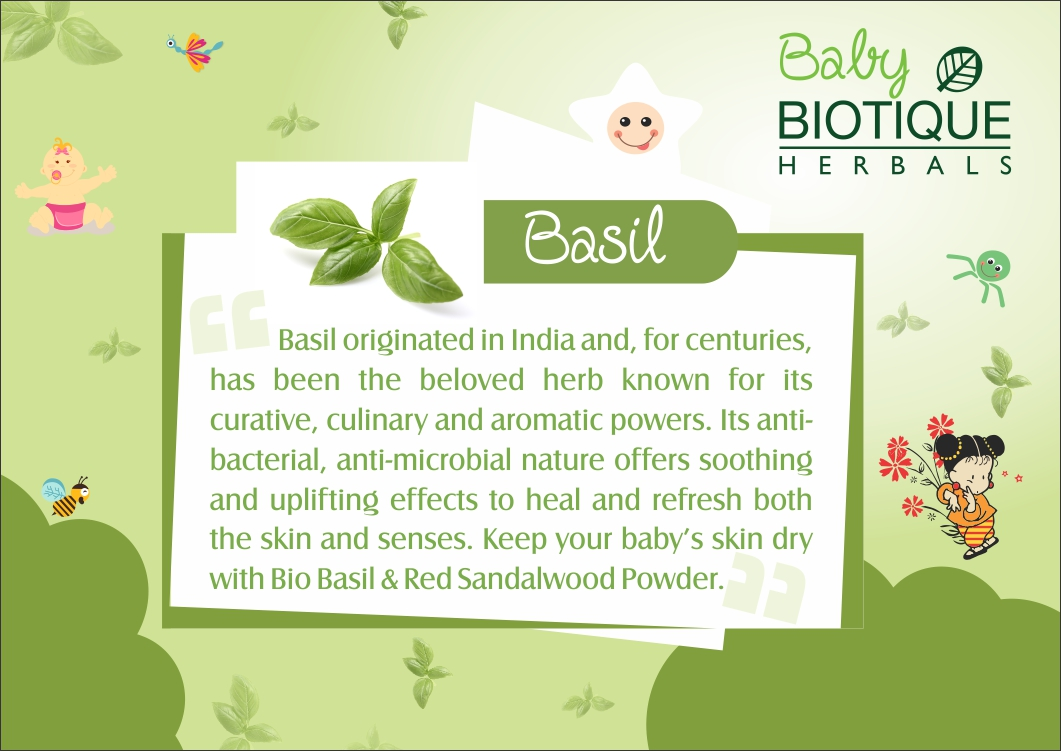 Baby
BIOTIQUE
HERBALS
Basil
“
Basil originated in India and, for centuries,
has been the beloved herb known for its
curative, culinary and aromatic powers. Its anti-
bacterial, anti-microbial nature offers soothing
and uplifting effects to heal and refresh both
the skin and senses. Keep your baby’s skin dry
with Bio Basil & Red Sandalwood Powder.
”